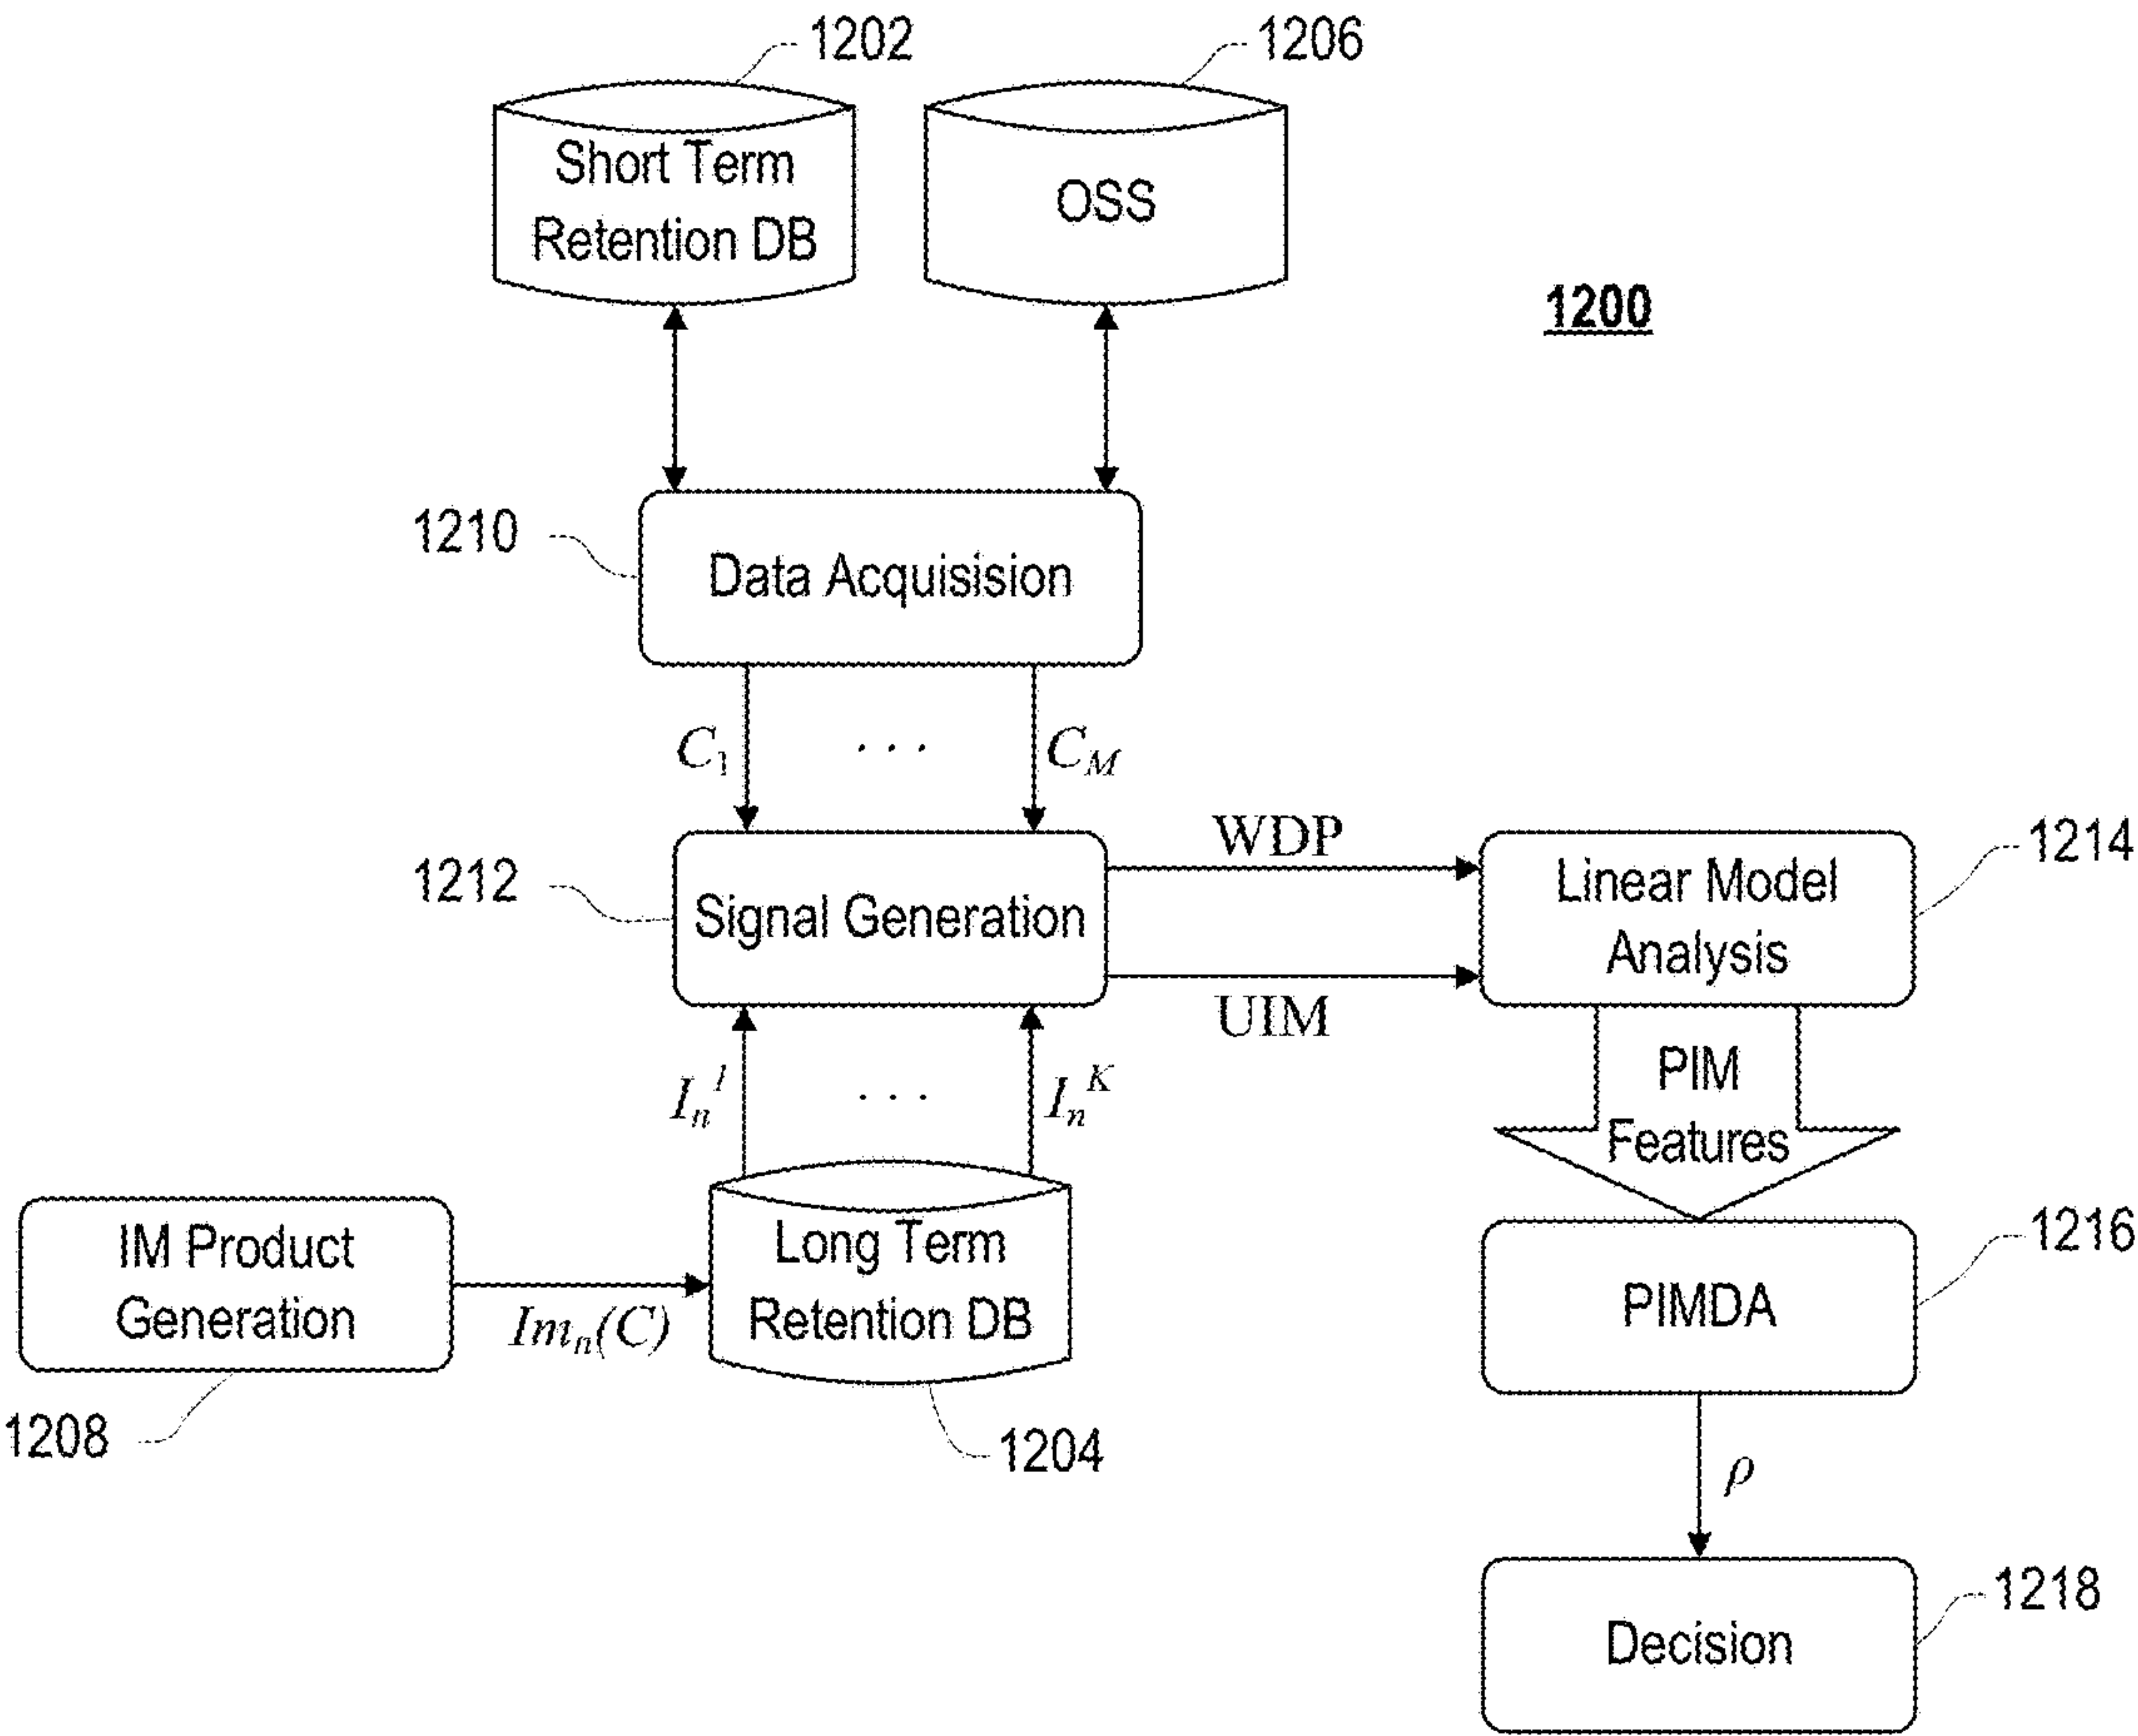 1202
1206
Short Term
Retention DB
OSS
1200
1210
Data Acquisision
C1
. . .
CM
1212
Signal Generation
WDP
UIM
Linear Model
Analysis
1214
In1
. . .
InK
PIM
Features
IM Product
Generation
Imn(C)
Long Term
Retention DB
1216
PIMDA
1208
1204
ρ
1218
Decision